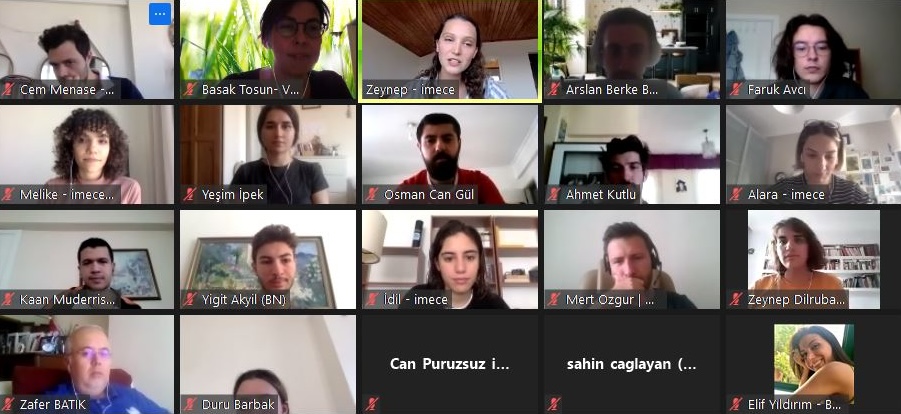 Cem Menase -...
Basak Tosun- V...
Zeynep - imece
Arslan Berke B...
Faruk Avcı
Melike - imece...
Yeşim İpek
Osman Can Gül
Ahmet Kutlu
Alara - imece
Kaan Muderris...
Yigit Akyil (BN)
İdil - imece
Mert Ozgur | ...
Zeynep Dilruba...
Zafer BATIK
Duru Barbak
Can Puruzsuz i...
sahin caglayan (...
Elif Yıldırım - B...